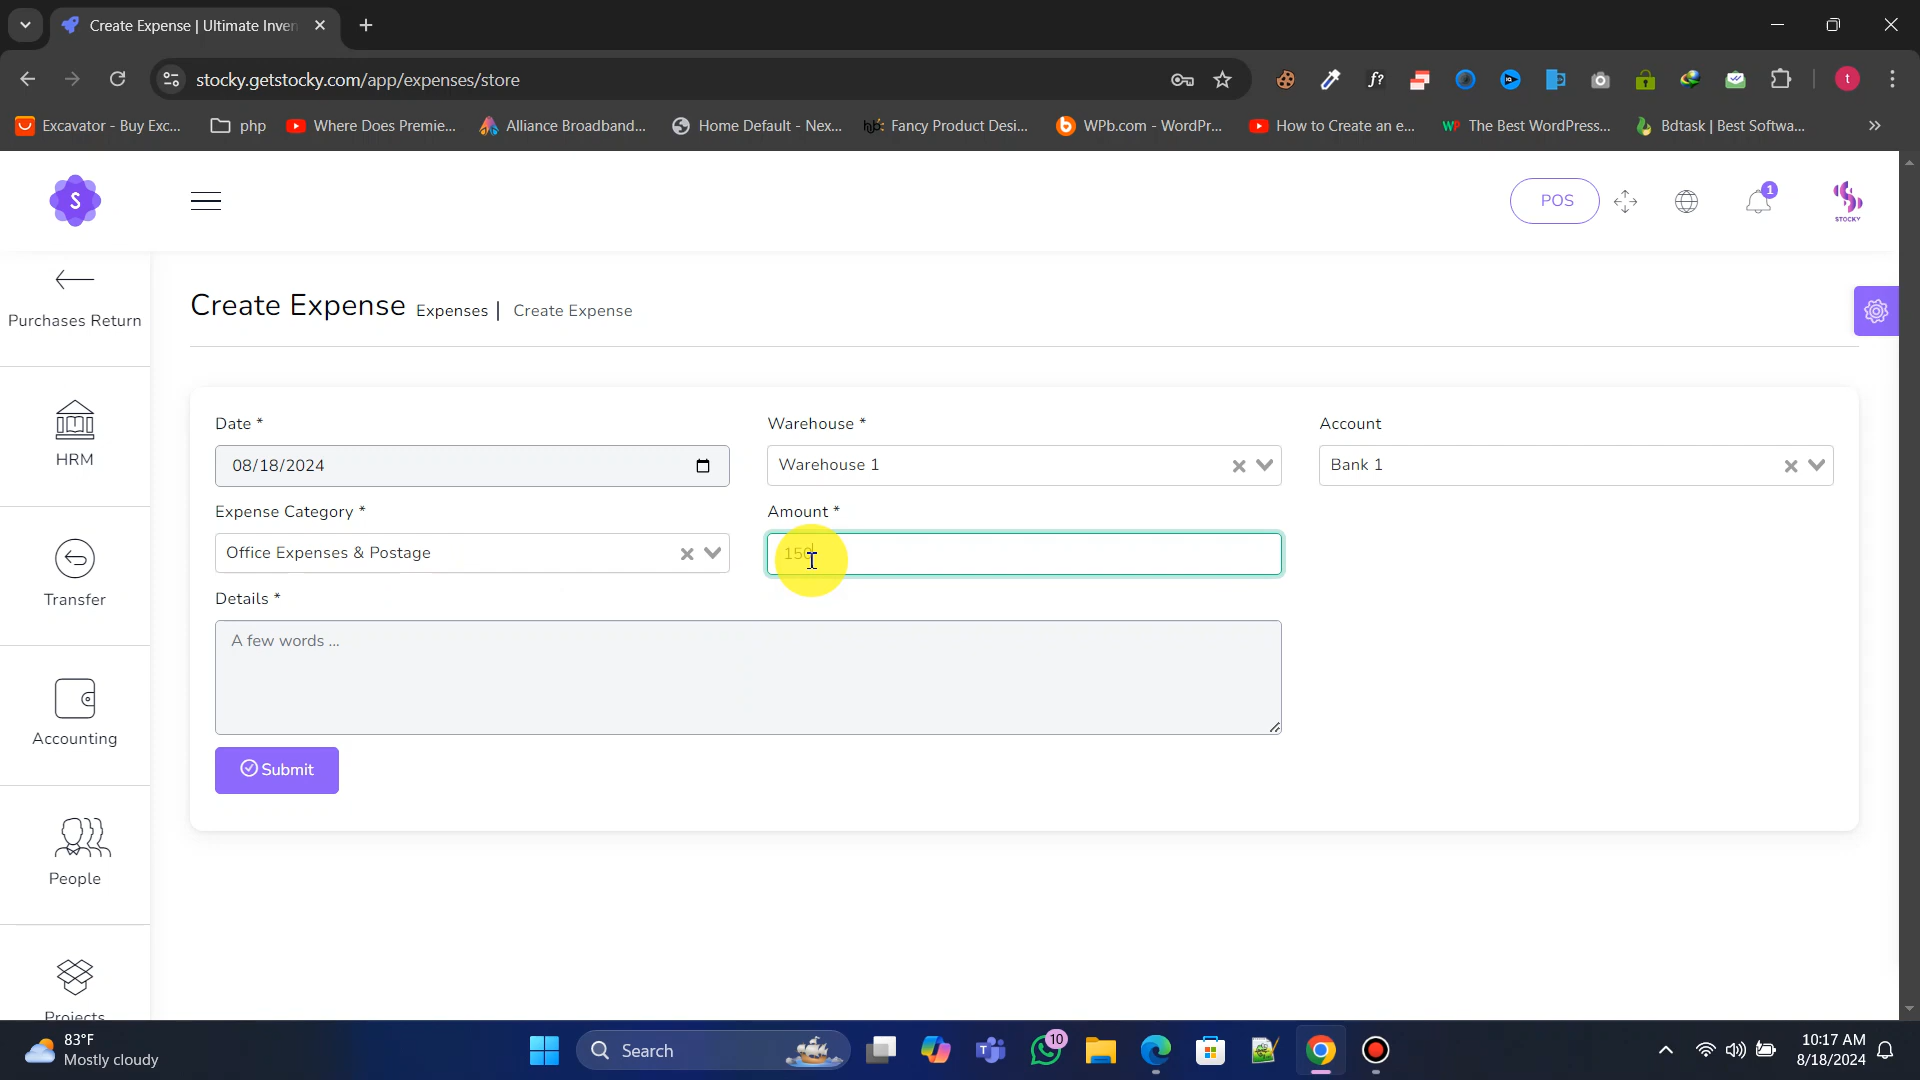 Create Expense | Ultimate Inven
stocky.getstocky.com/app/expenses/store
f?
t
Excavator - Buy Exc...
php
Where Does Premie...
Alliance Broadband...
Home Default - Nex...
Fancy Product Desi...
WPb.com - WordPr...
How to Create an e...
The Best WordPress...
Bdtask | Best Softwa...
»
S
POS
1
STOCKY
Purchases Return
HRM
Transfer
Accounting
People
Projects
Create Expense Expenses | Create Expense
Date *
Warehouse *
Account
08/18/2024
Warehouse 1
Bank 1
Expense Category *
Amount *
Office Expenses & Postage
150
Details *
A few words ...
Submit
83°F
Mostly cloudy
Search
10
10:17 AM
8/18/2024